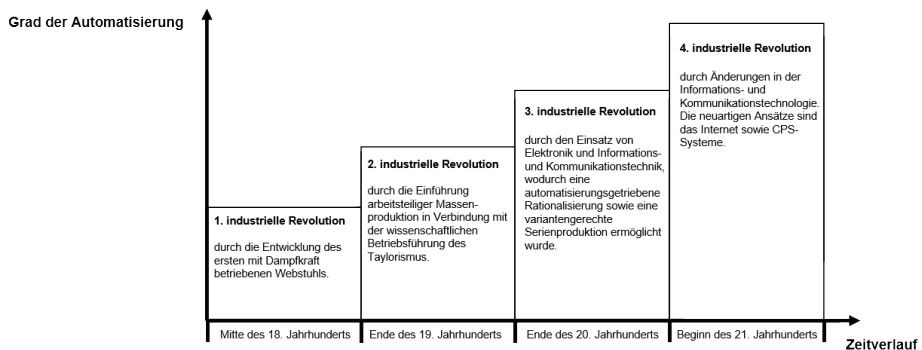 Grad der Automatisierung
4. industrielle Revolution
durch Änderungen in der
Informations- und
Kommunikationstechnologie.
Die neuartigen Ansätze sind
das Internet sowie CPS-
Systeme.
3. industrielle Revolution
durch den Einsatz von
Elektronik und Informations-
und Kommunikationstechnik,
wodurch eine
automatisierungsgetriebene
Rationalisierung sowie eine
variantengerechte
Serienproduktion ermöglicht
wurde.
2. industrielle Revolution
durch die Einführung
arbeitsteiliger Massen-
produktion in Verbindung mit
der wissenschaftlichen
Betriebsführung des
Taylorismus.
1. industrielle Revolution
durch die Entwicklung des
ersten mit Dampfkraft
betriebenen Webstuhls.
Mitte des 18. Jahrhunderts
Ende des 19. Jahrhunderts
Ende des 20. Jahrhunderts
Beginn des 21. Jahrhunderts
Zeitverlauf